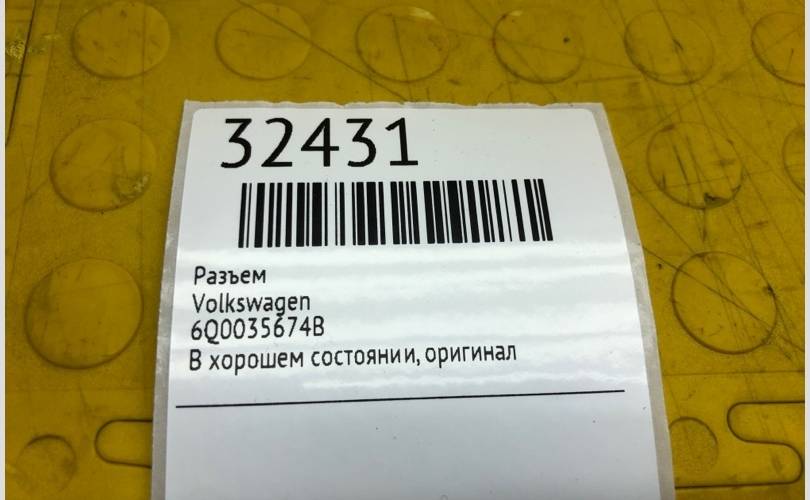 32431
Разъем
Volkswagen
6Q0035674B
В хорошем состоянии, оригинал